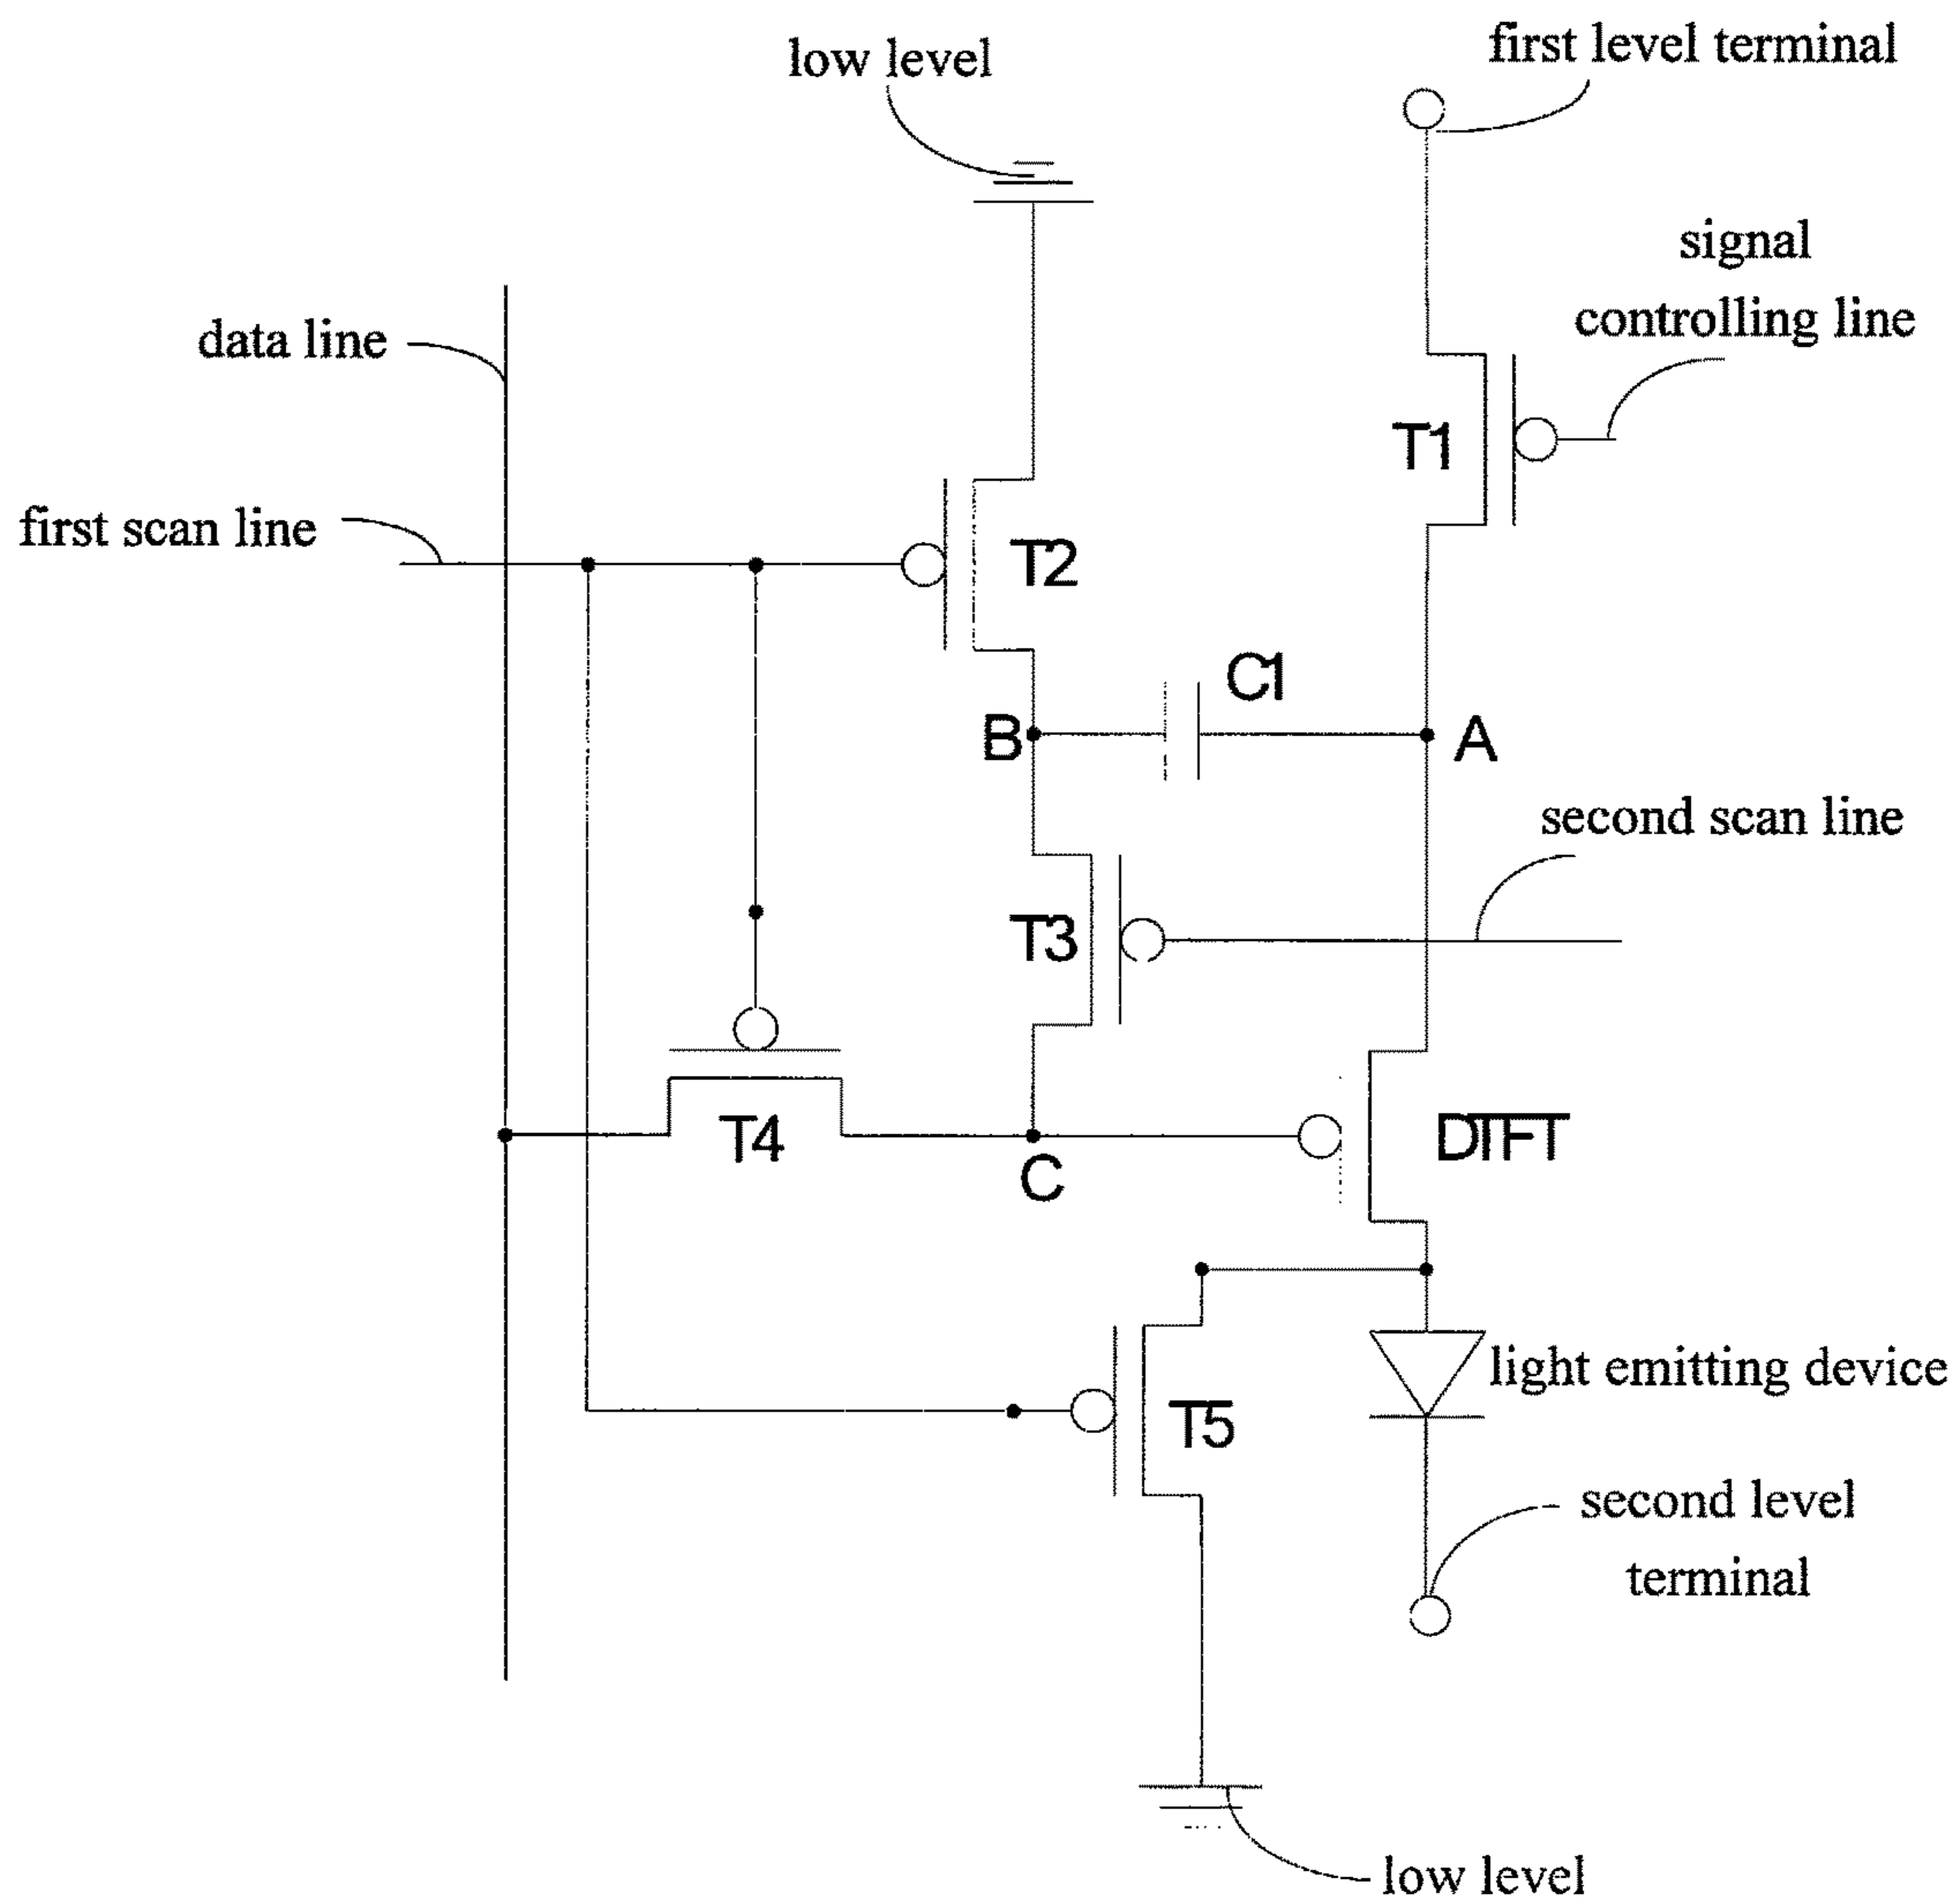 first level terminal
low level
signal
controlling line
data line
T1
first scan line
T2
C1
B
A
second scan line
T3
T4
DTFT
C
light emitting device
T5
second level
terminal
low level